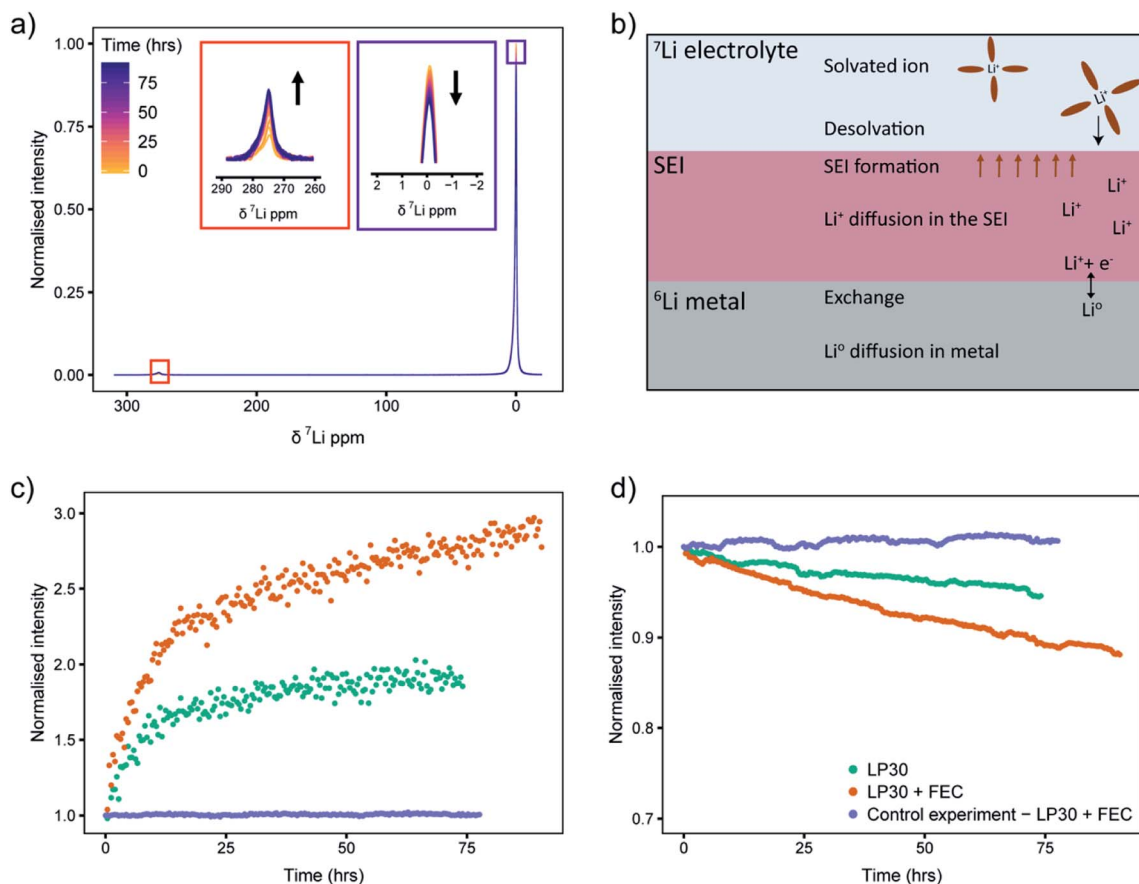 a)
Time (hrs)
75
50
25
0
1.00
0.75
0.50
0.25
0.00
Normalised intensity
290 280 270 260
δ ⁷Li ppm
2 1 0 −1 −2
δ ⁷Li ppm
300 200 100 0
δ ⁷Li ppm
b)
⁷Li electrolyte
Solvated ion
Li⁺
Li⁺
Desolvation
SEI
SEI formation
Li⁺
Li⁺ diffusion in the SEI
Li⁺
Li⁺
Li⁺+ e⁻
⁶Li metal
Exchange
Li⁰
Li⁰ diffusion in metal
c)
3.0
2.5
2.0
1.5
1.0
Normalised intensity
0 25 50 75
Time (hrs)
d)
1.0
0.9
0.8
0.7
Normalised intensity
LP30
LP30 + FEC
Control experiment − LP30 + FEC
0 25 50 75
Time (hrs)